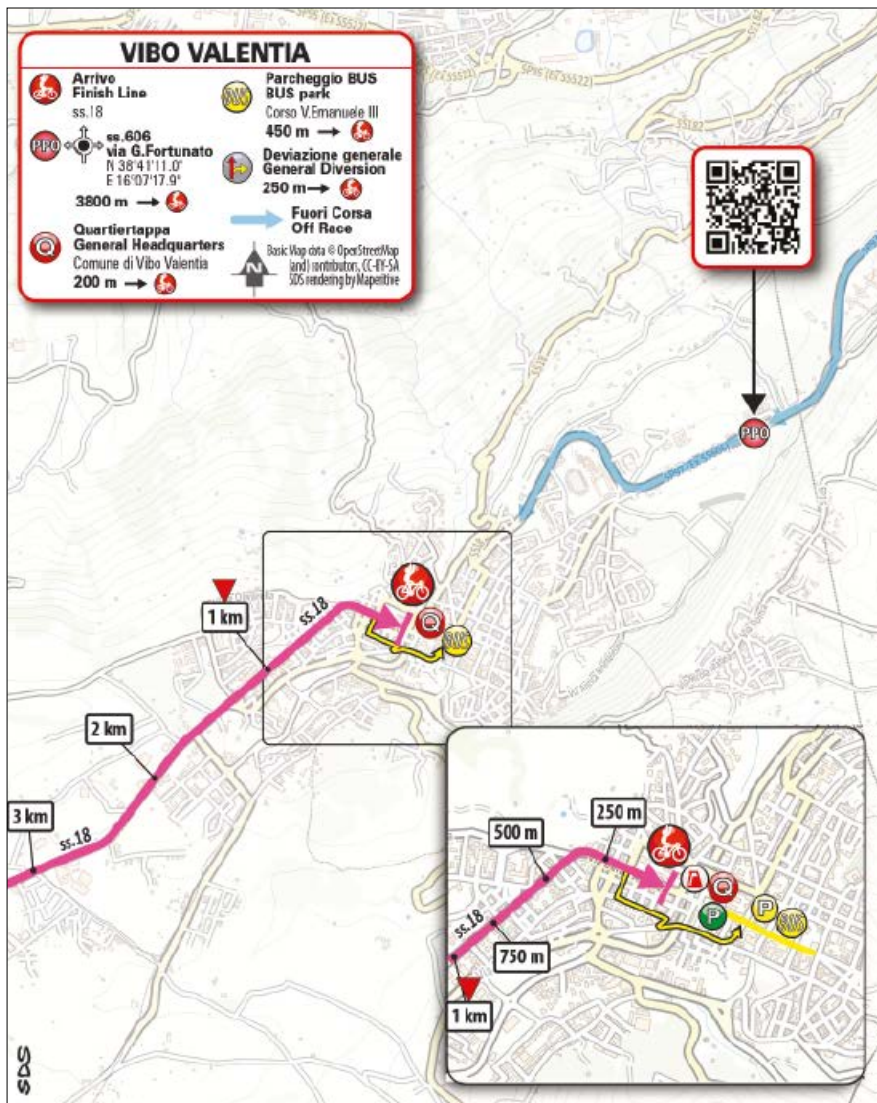 VIBO VALENTIA
Arrivo
Finish Line
ss.18
PPO
ss.606
via G.Fortunato
N 38°41'11.0"
E 16°07'17.9"
3800 m
Q
Quartiertappa
General Headquarters
Comune di Vibo Valentia
200 m
Parcheggio BUS
BUS park
Corso V.Emanuele III
450 m
Deviazione generale
General Diversion
250 m
Fuori Corsa
Off Race
N
Basic Map data © OpenStreetMap
(and) contributors, CC-BY-SA
SDS rendering by Maperitive
PPO
SS18
1 km
ss.18
Q
SS18
2 km
3 km
ss.18
250 m
500 m
Q
P
P
ss.18
750 m
1 km
SDS